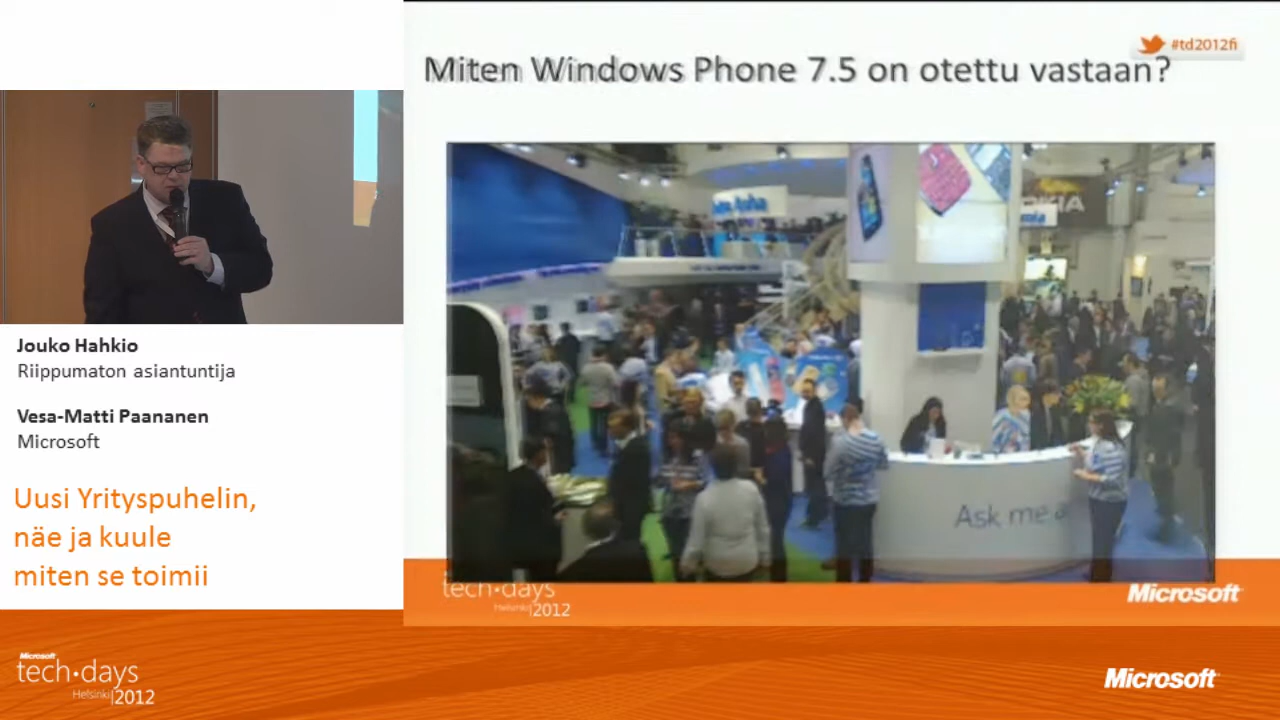 #td2012fi
Miten Windows Phone 7.5 on otettu vastaan?
NOKIA
Ask me
Jouko Hahkio
Riippumaton asiantuntija
Vesa-Matti Paananen
Microsoft
Uusi Yrityspuhelin,
näe ja kuule
miten se toimii
tech·days
Helsinki|2012
Microsoft
Microsoft
tech·days
Helsinki|2012
Microsoft